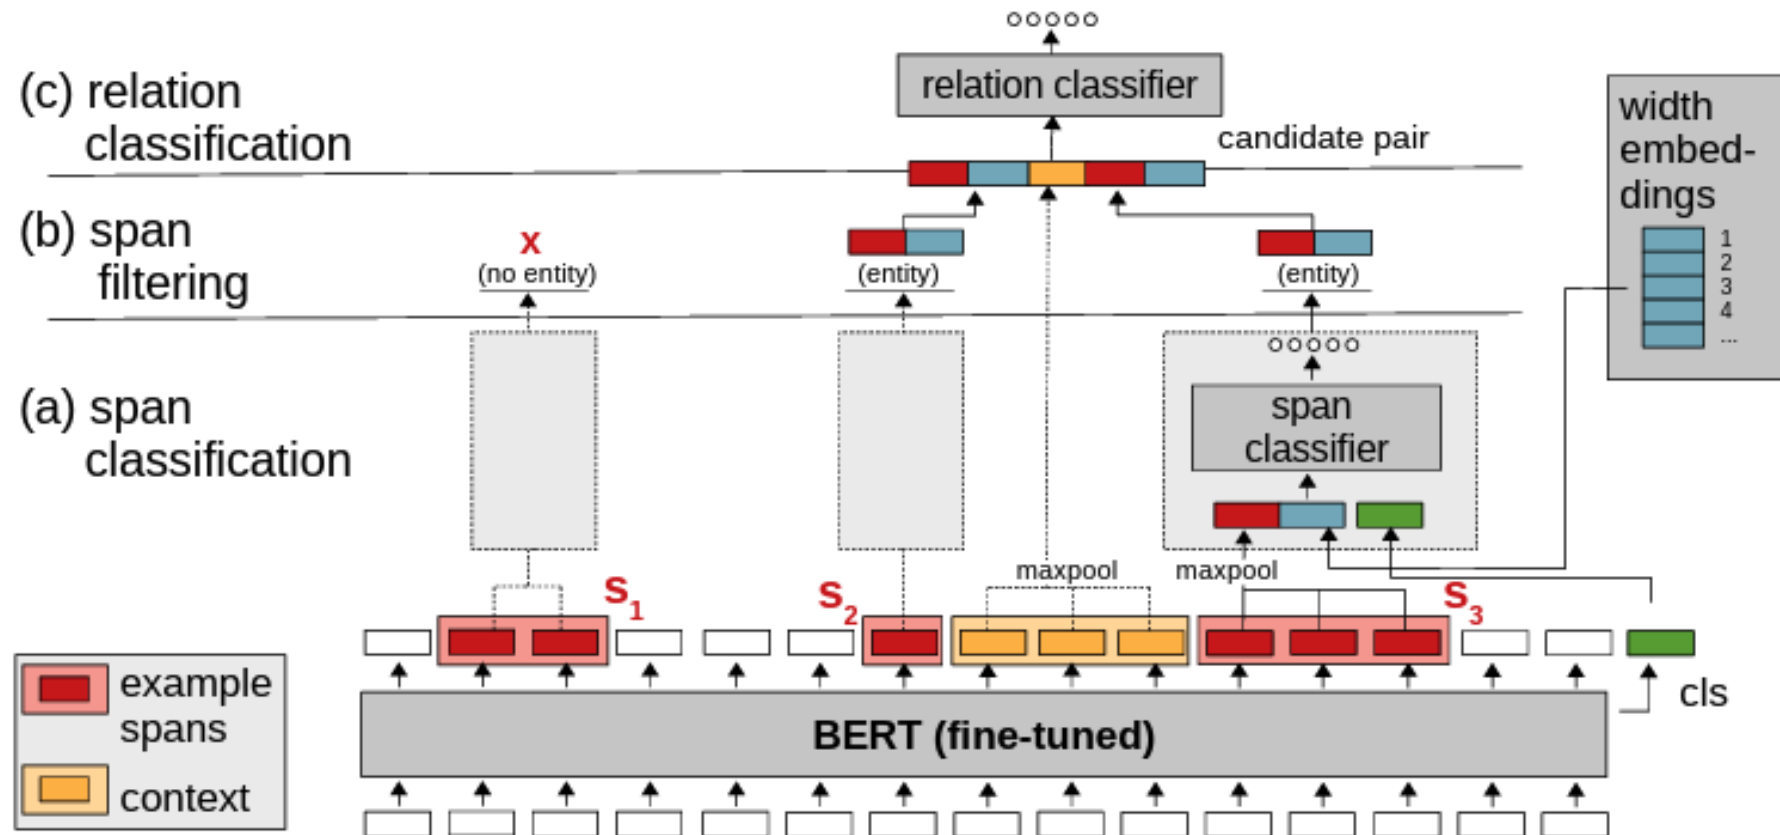 relation classifier
(c) relation
classification
candidate pair
width
embed-
dings
1
2
3
4
...
(b) span
filtering
x
(no entity)
(entity)
(entity)
(a) span
classification
span
classifier
maxpool
maxpool
S1
S2
S3
cls
example
spans
context
BERT (fine-tuned)